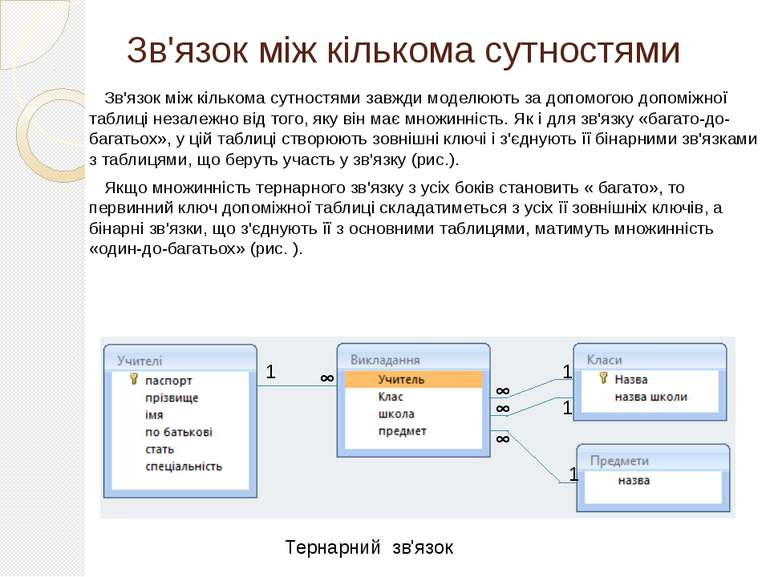 Зв'язок між кількома сутностями
Зв'язок між кількома сутностями завжди моделюють за допомогою допоміжної
таблиці незалежно від того, яку він має множинність. Як і для зв'язку «багато-до-
багатьох», у цій таблиці створюють зовнішні ключі і з'єднують її бінарними зв'язками
з таблицями, що беруть участь у зв'язку (рис.).
Якщо множинність тернарного зв'язку з усіх боків становить « багато», то
первинний ключ допоміжної таблиці складатиметься з усіх її зовнішніх ключів, а
бінарні зв'язки, що з'єднують її з основними таблицями, матимуть множинність
«один-до-багатьох» (рис. ).
Учителі
паспорт
прізвище
імя
по батькові
стать
спеціальність
1
∞
Викладання
Учитель
Клас
школа
предмет
∞
∞
∞
1
1
1
Класи
Назва
назва школи
Предмети
назва
Тернарний зв'язок